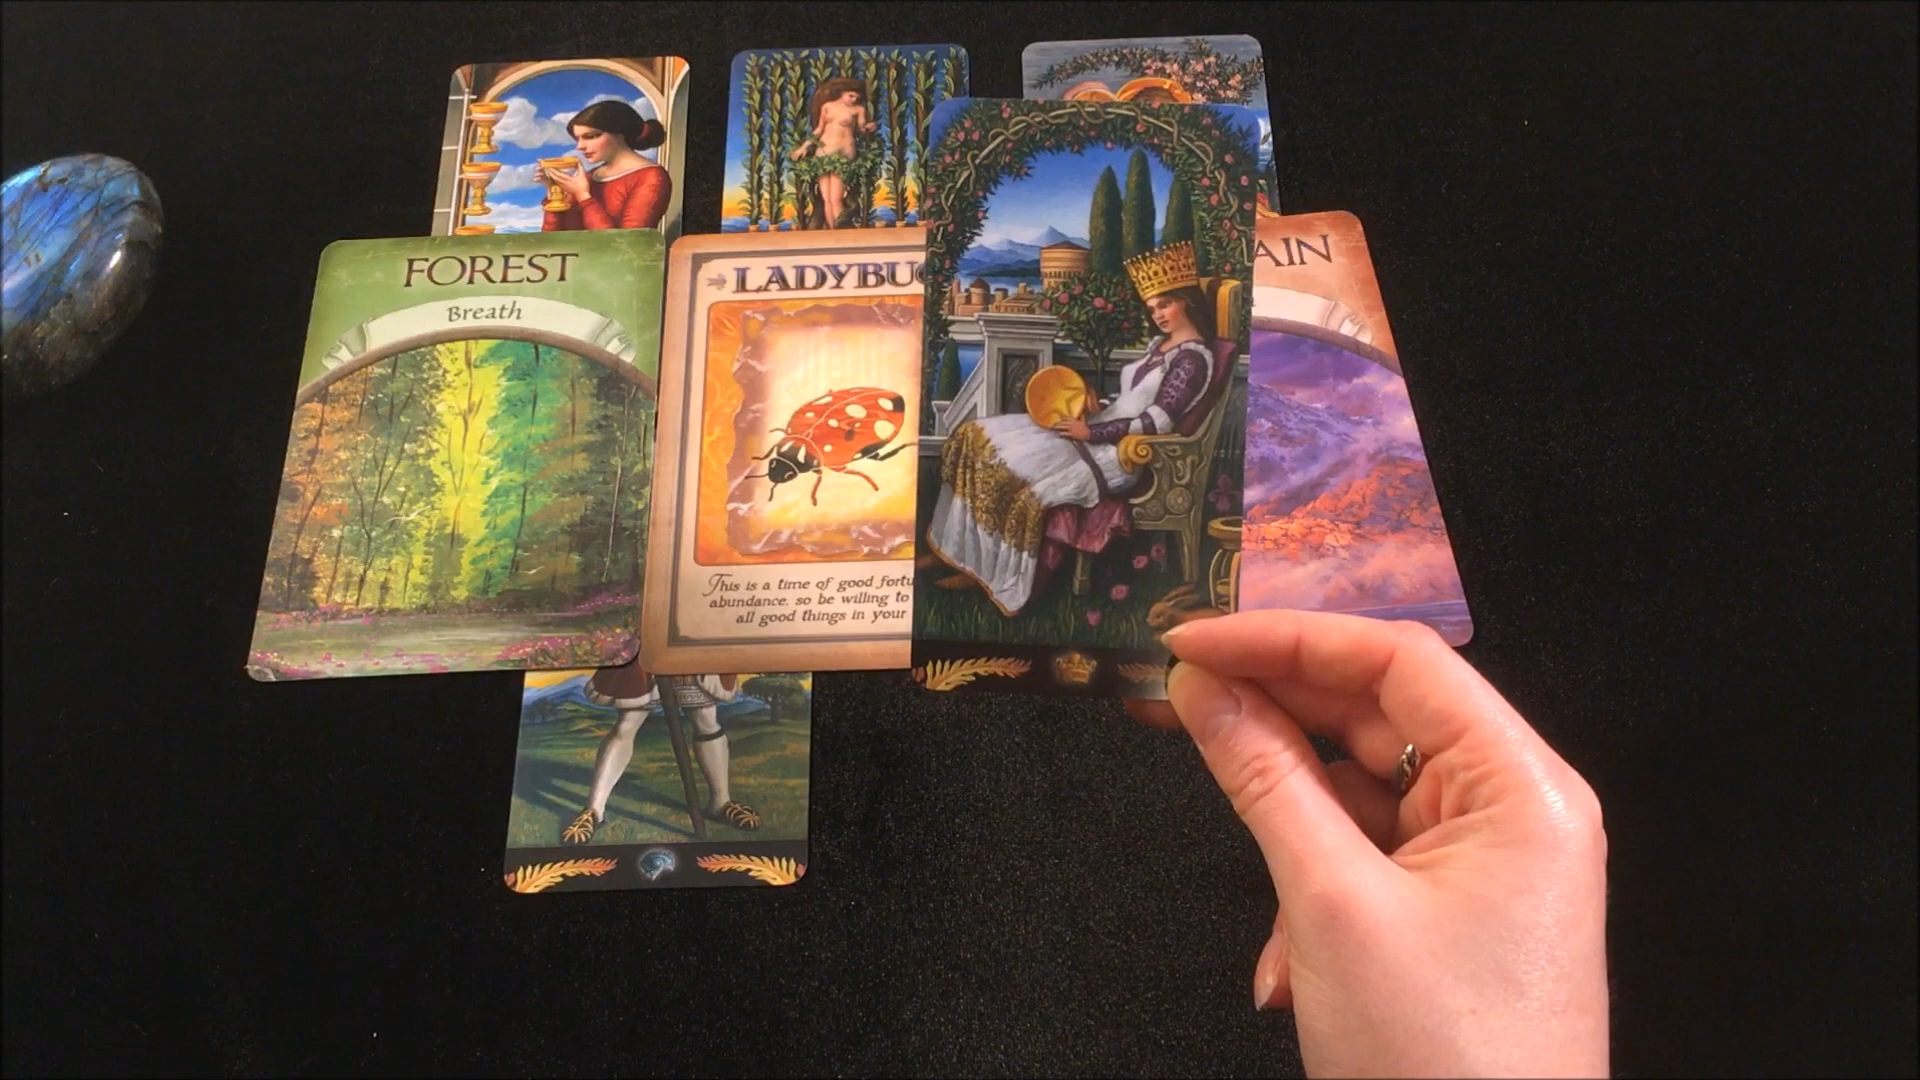 FOREST
Breath
LADYBU
This is a time of good fortu
abundance, so be willing to
all good things in your
AIN